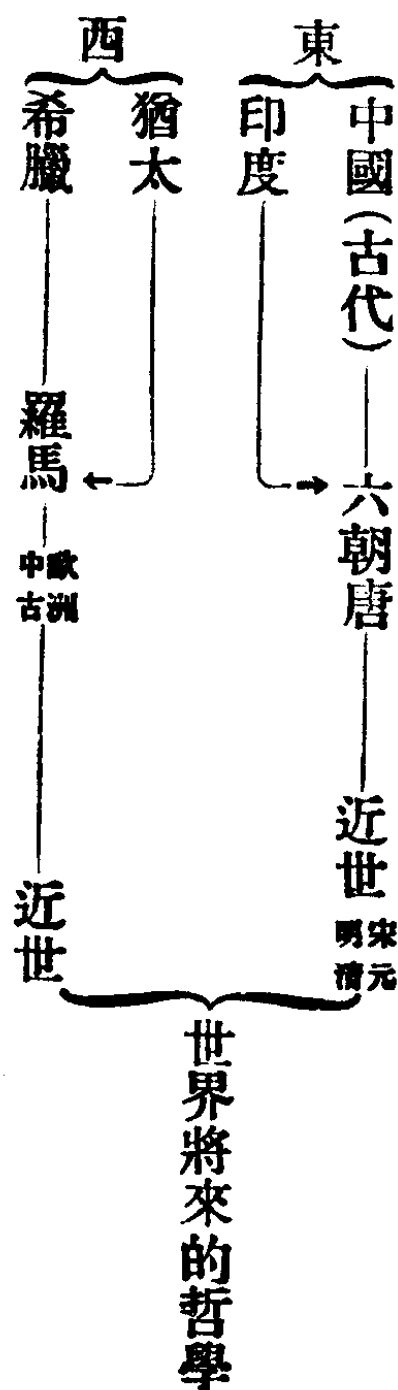 東
中國(古代)
六朝唐
近世
宋元
明清
印度
西
猶太
希臘
羅馬
歐洲
中古
近世
世界將來的哲學